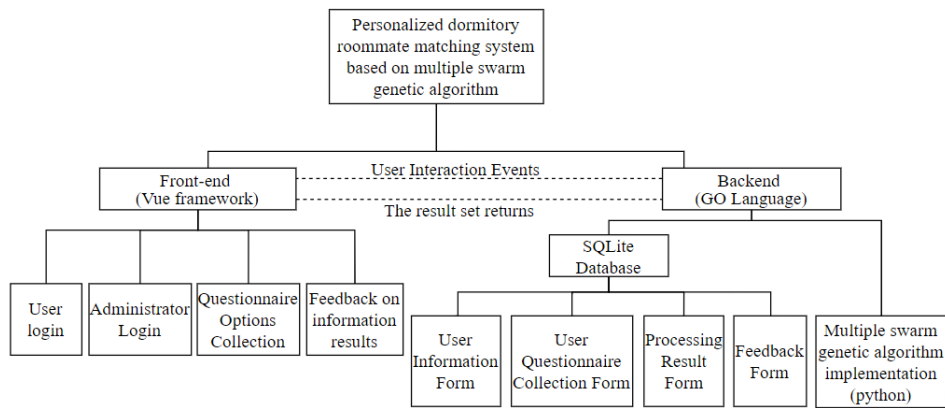 Personalized dormitory
roommate matching system
based on multiple swarm
genetic algorithm
User Interaction Events
Front-end
(Vue framework)
Backend
(GO Language)
The result set returns
SQLite
Database
User
login
Administrator
Login
Questionnaire
Options
Collection
Feedback on
information
results
User
Information
Form
User
Questionnaire
Collection Form
Processing
Result
Form
Feedback
Form
Multiple swarm
genetic algorithm
implementation
(python)